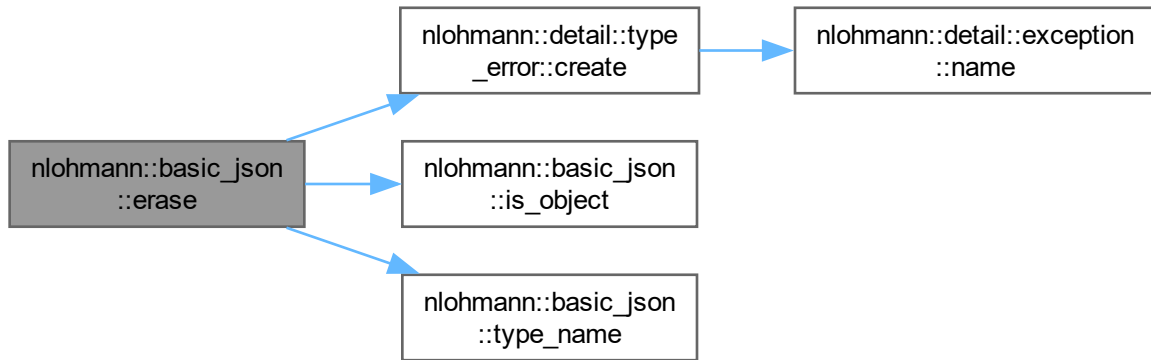 nlohmann::detail::type
_error::create
nlohmann::detail::exception
::name
nlohmann::basic_json
::erase
nlohmann::basic_json
::is_object
nlohmann::basic_json
::type_name